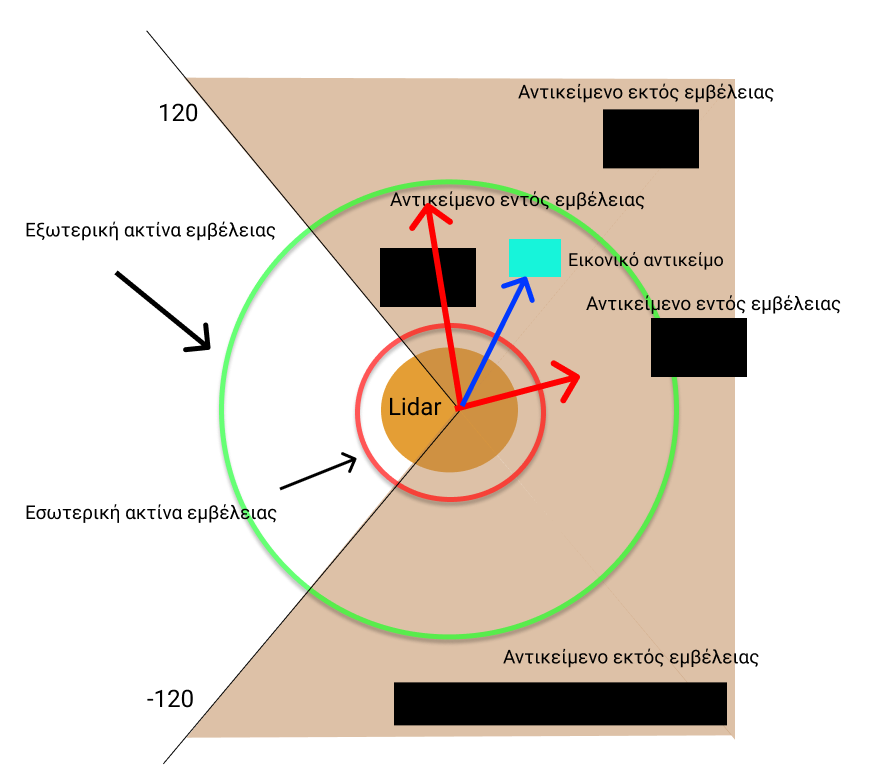 Αντικείμενο εκτός εμβέλειας
120
Αντικείμενο εντός εμβέλειας
Εξωτερική ακτίνα εμβέλειας
Εικονικό αντικείμο
Αντικείμενο εντός εμβέλειας
Lidar
Εσωτερική ακτίνα εμβέλειας
Αντικείμενο εκτός εμβέλειας
-120